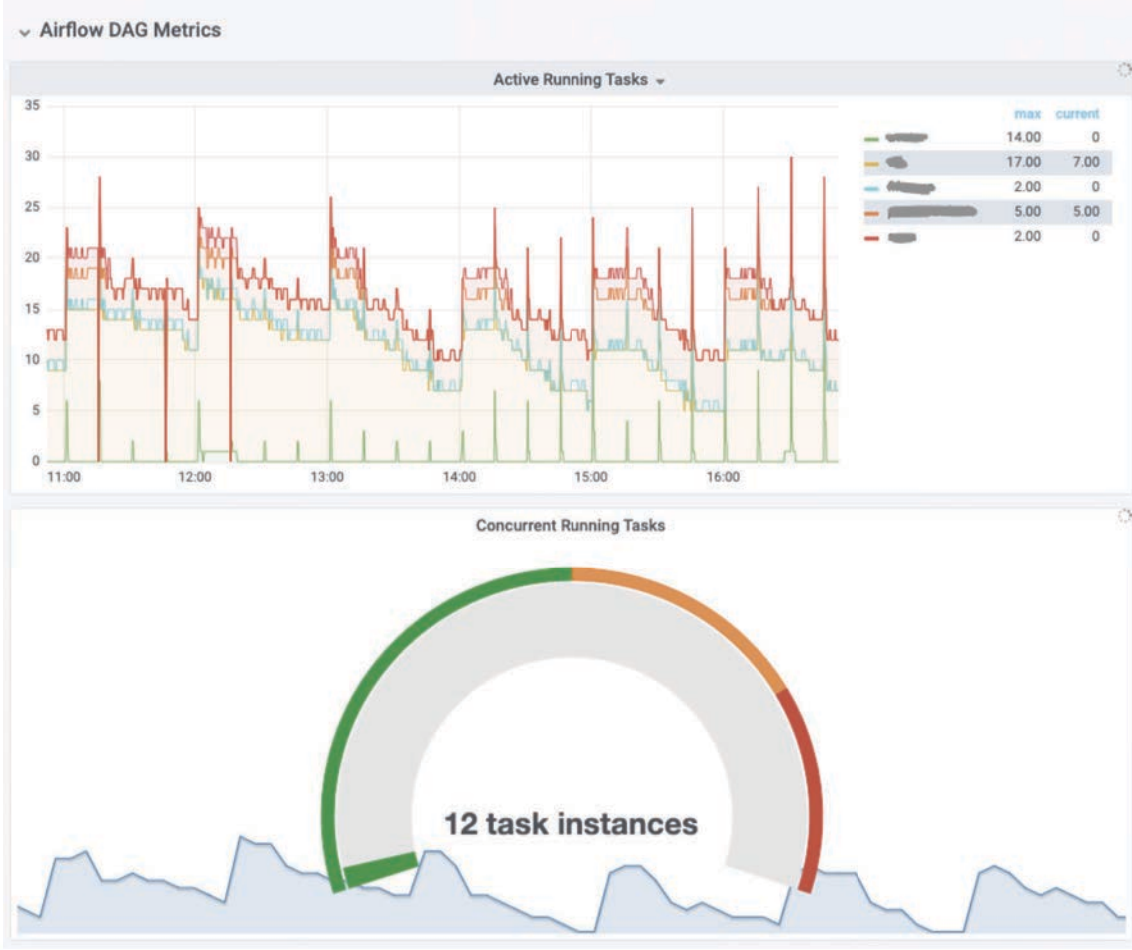 Airflow DAG Metrics
Active Running Tasks
max current
14.00 0
17.00 7.00
2.00 0
5.00 5.00
2.00 0
35
30
25
20
15
10
5
0
11:00 12:00 13:00 14:00 15:00 16:00
Concurrent Running Tasks
12 task instances